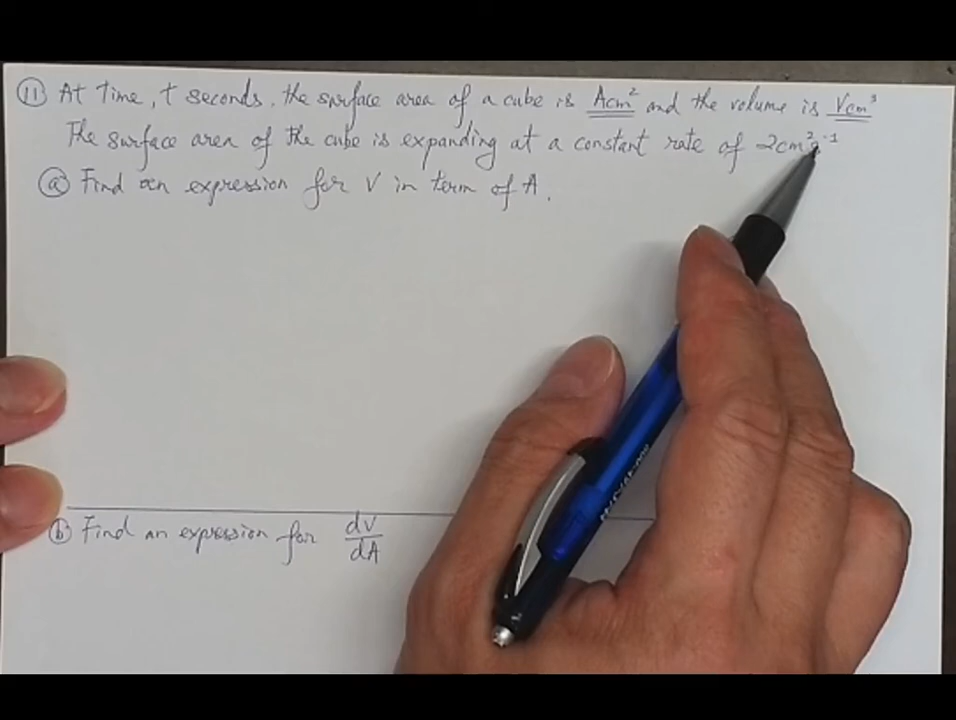 ⑪ At time, t seconds, the surface area of a cube is Acm² and the volume is Vcm³
The surface area of the cube is expanding at a constant rate of 2cm²s⁻¹
ⓐ Find an expression for V in term of A.
ⓑ Find an expression for dV/dA